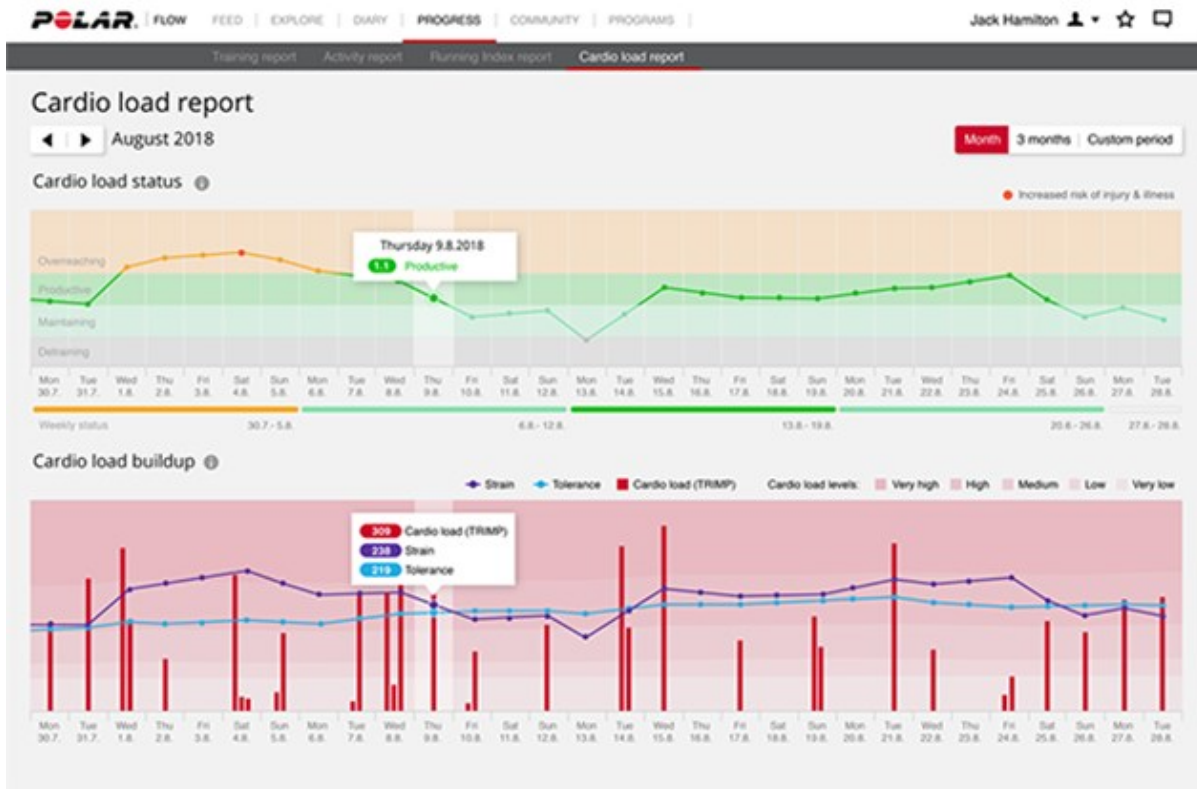 POLAR. FLOW FEED EXPLORE DIARY PROGRESS COMMUNITY PROGRAMS Jack Hamilton
Training report Activity report Running Index report Cardio load report
Cardio load report
August 2018 Month 3 months Custom period
Cardio load status
Increased risk of injury & illness
Thursday 9.8.2018
1.1 Productive
Overreaching
Productive
Maintaining
Detraining
Mon Tue Wed Thu Fri Sat Sun Mon Tue Wed Thu Fri Sat Sun Mon Tue Wed Thu Fri Sat Sun Mon Tue Wed Thu Fri Sat Sun Mon Tue
30.7. 31.7. 1.8. 2.8. 3.8. 4.8. 5.8. 6.8. 7.8. 8.8. 9.8. 10.8. 11.8. 12.8. 13.8. 14.8. 15.8. 16.8. 17.8. 18.8. 19.8. 20.8. 21.8. 22.8. 23.8. 24.8. 25.8. 26.8. 27.8. 28.8.
Weekly status 30.7 - 5.8. 6.8 - 12.8. 13.8 - 19.8. 20.8 - 26.8. 27.8 - 28.8.
Cardio load buildup
Strain Tolerance Cardio load (TRIMP) Cardio load levels: Very high High Medium Low Very low
309 Cardio load (TRIMP)
238 Strain
219 Tolerance
Mon Tue Wed Thu Fri Sat Sun Mon Tue Wed Thu Fri Sat Sun Mon Tue Wed Thu Fri Sat Sun Mon Tue Wed Thu Fri Sat Sun Mon Tue
30.7. 31.7. 1.8. 2.8. 3.8. 4.8. 5.8. 6.8. 7.8. 8.8. 9.8. 10.8. 11.8. 12.8. 13.8. 14.8. 15.8. 16.8. 17.8. 18.8. 19.8. 20.8. 21.8. 22.8. 23.8. 24.8. 25.8. 26.8. 27.8. 28.8.